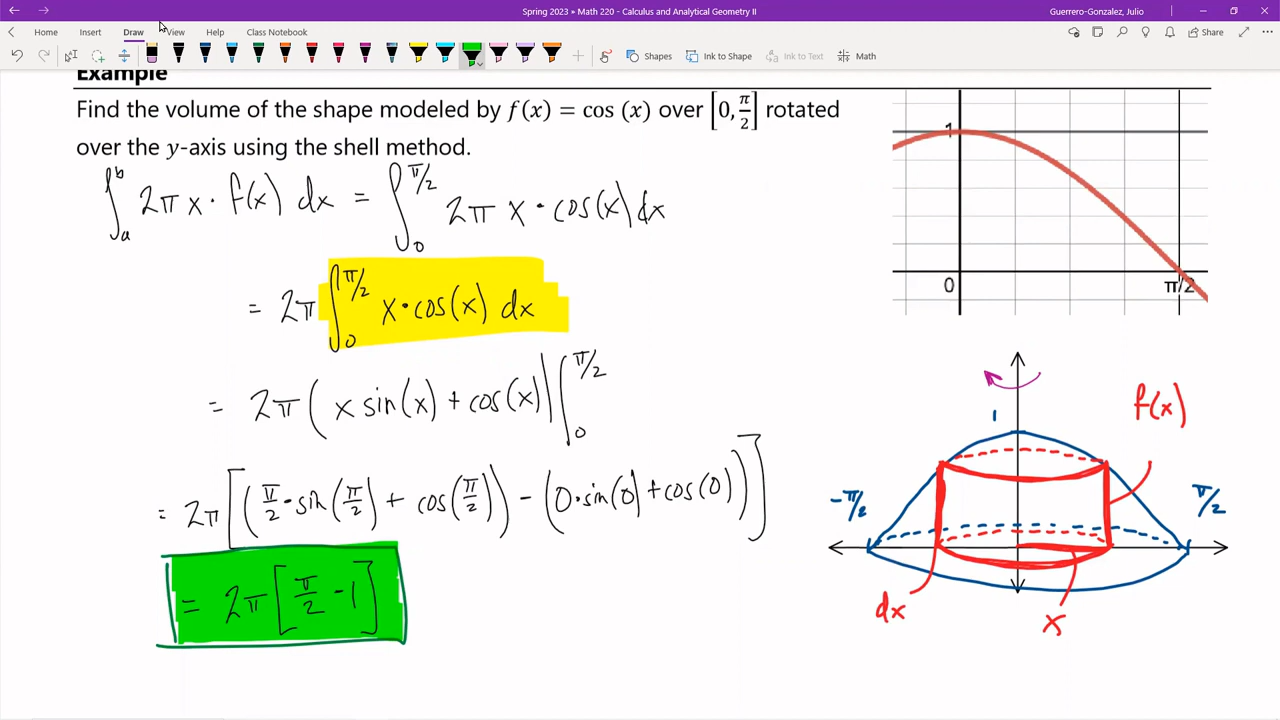 Spring 2023 » Math 220 - Calculus and Analytical Geometry II
Guerrero-Gonzalez, Julio
Home Insert Draw View Help Class Notebook
Share
Shapes Ink to Shape Ink to Text Math
Example
Find the volume of the shape modeled by f(x) = cos (x) over [0, π/2] rotated
over the y-axis using the shell method.
∫_a^b 2π x · f(x) dx = ∫_0^{π/2} 2π x · cos(x) dx
= 2π ∫_0^{π/2} x·cos(x) dx
= 2π ( x sin(x) + cos(x) | ∫_0^{π/2}
= 2π [ ( π/2 · sin(π/2) + cos(π/2) ) - ( 0·sin(0) + cos(0) ) ]
= 2π [ π/2 - 1 ]
1
0
π/2
f(x)
1
-π/2
π/2
dx
x